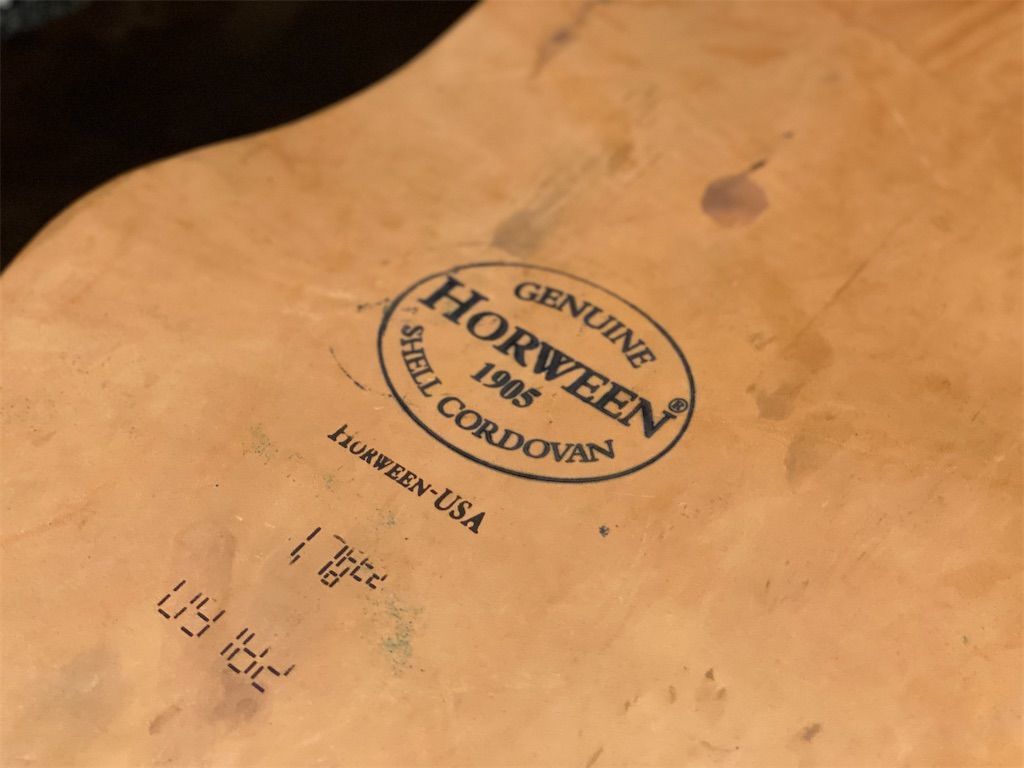 GENUINE
HORWEEN®
1905
SHELL CORDOVAN
HORWEEN-USA